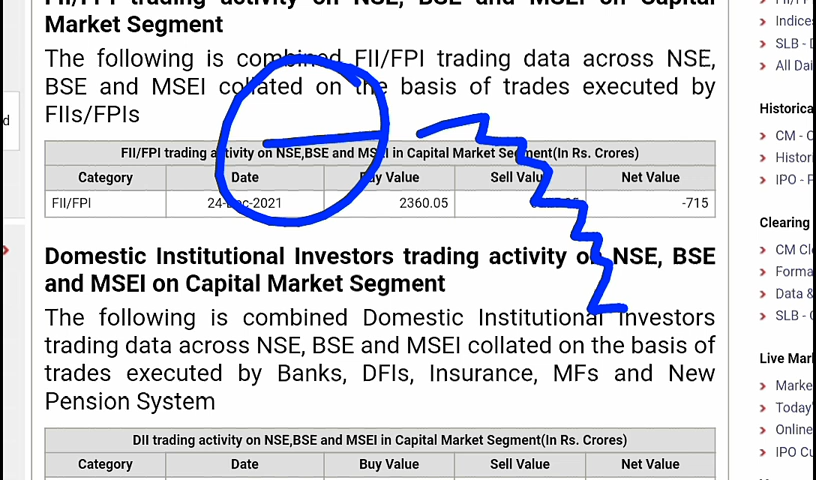 FII/FPI trading activity on NSE, BSE and MSEI on Capital
Market Segment
The following is combined FII/FPI trading data across NSE,
BSE and MSEI collated on the basis of trades executed by
FIIs/FPIs
FII/FPI trading activity on NSE,BSE and MSEI in Capital Market Segment(In Rs. Crores)
Category Date Buy Value Sell Value Net Value
FII/FPI 24-Dec-2021 2360.05 -715
Domestic Institutional Investors trading activity on NSE, BSE
and MSEI on Capital Market Segment
The following is combined Domestic Institutional Investors
trading data across NSE, BSE and MSEI collated on the basis of
trades executed by Banks, DFIs, Insurance, MFs and New
Pension System
DII trading activity on NSE,BSE and MSEI in Capital Market Segment(In Rs. Crores)
Category Date Buy Value Sell Value Net Value
d
Indices
SLB -
All Dai
Historica
CM -
Histori
IPO -
Clearing
CM Cl
Forma
Data &
SLB -
Live Mar
Marke
Today'
Online
IPO Cu